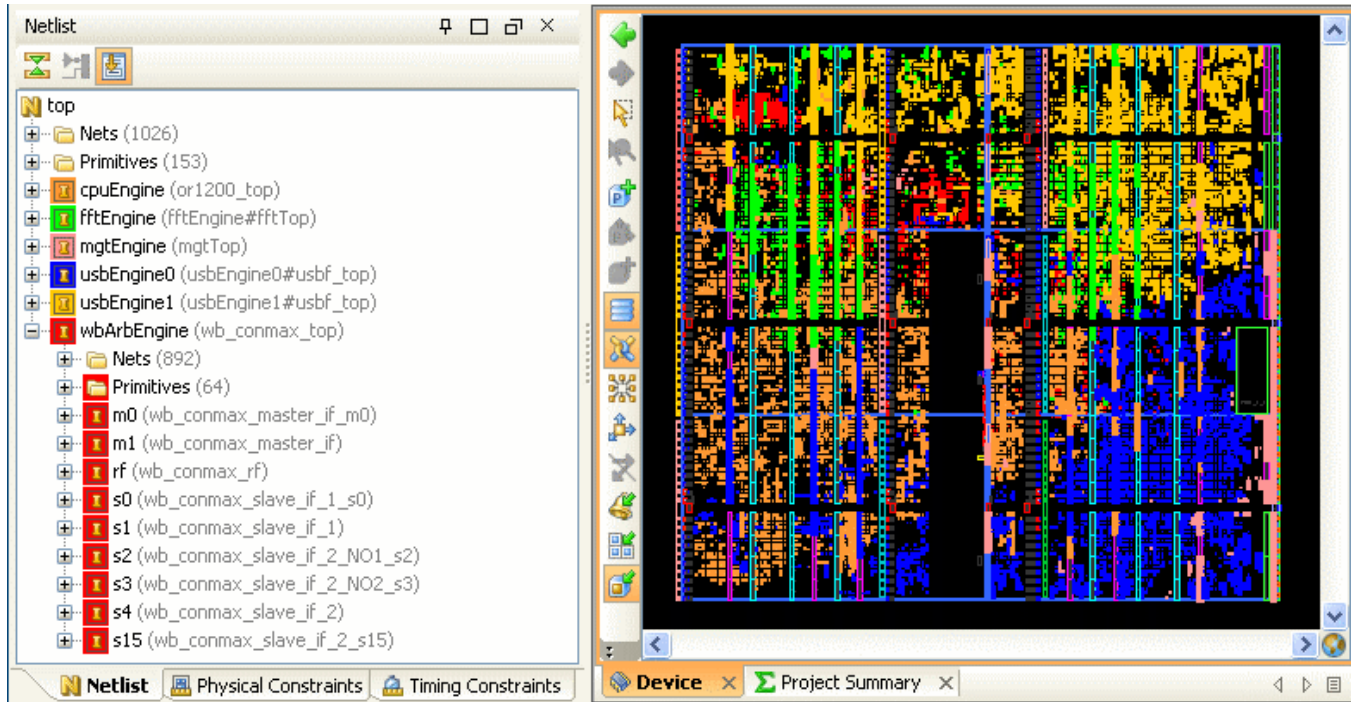 Netlist
top
Nets (1026)
Primitives (153)
cpuEngine (or1200_top)
fftEngine (fftEngine#fftTop)
mgtEngine (mgtTop)
usbEngine0 (usbEngine0#usbf_top)
usbEngine1 (usbEngine1#usbf_top)
wbArbEngine (wb_conmax_top)
Nets (892)
Primitives (64)
m0 (wb_conmax_master_if_m0)
m1 (wb_conmax_master_if)
rf (wb_conmax_rf)
s0 (wb_conmax_slave_if_1_s0)
s1 (wb_conmax_slave_if_1)
s2 (wb_conmax_slave_if_2_NO1_s2)
s3 (wb_conmax_slave_if_2_NO2_s3)
s4 (wb_conmax_slave_if_2)
s15 (wb_conmax_slave_if_2_s15)
Netlist Physical Constraints Timing Constraints
Device Project Summary